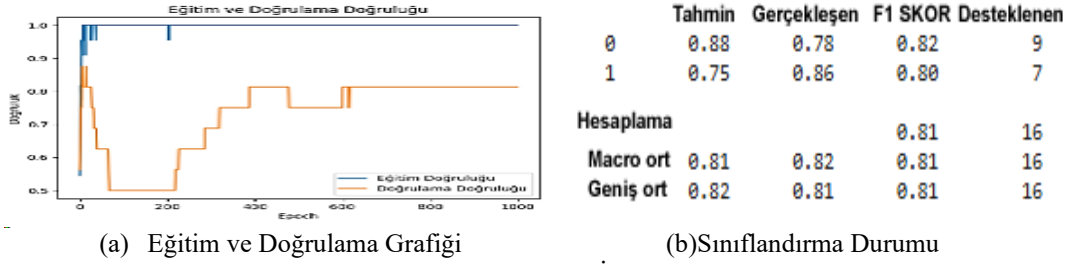 Eğitim ve Doğrulama Doğruluğu
1.0
0.9
0.8
0.7
0.6
0.5
Doğruluk
0
200
400
600
800
1000
Epoch
Eğitim Doğruluğu
Doğrulama Doğruluğu
(a) Eğitim ve Doğrulama Grafiği
Tahmin Gerçekleşen F1 SKOR Desteklenen
0 0.88 0.78 0.82 9
1 0.75 0.86 0.80 7
Hesaplama 0.81 16
Macro ort 0.81 0.82 0.81 16
Geniş ort 0.82 0.81 0.81 16
(b)Sınıflandırma Durumu
.